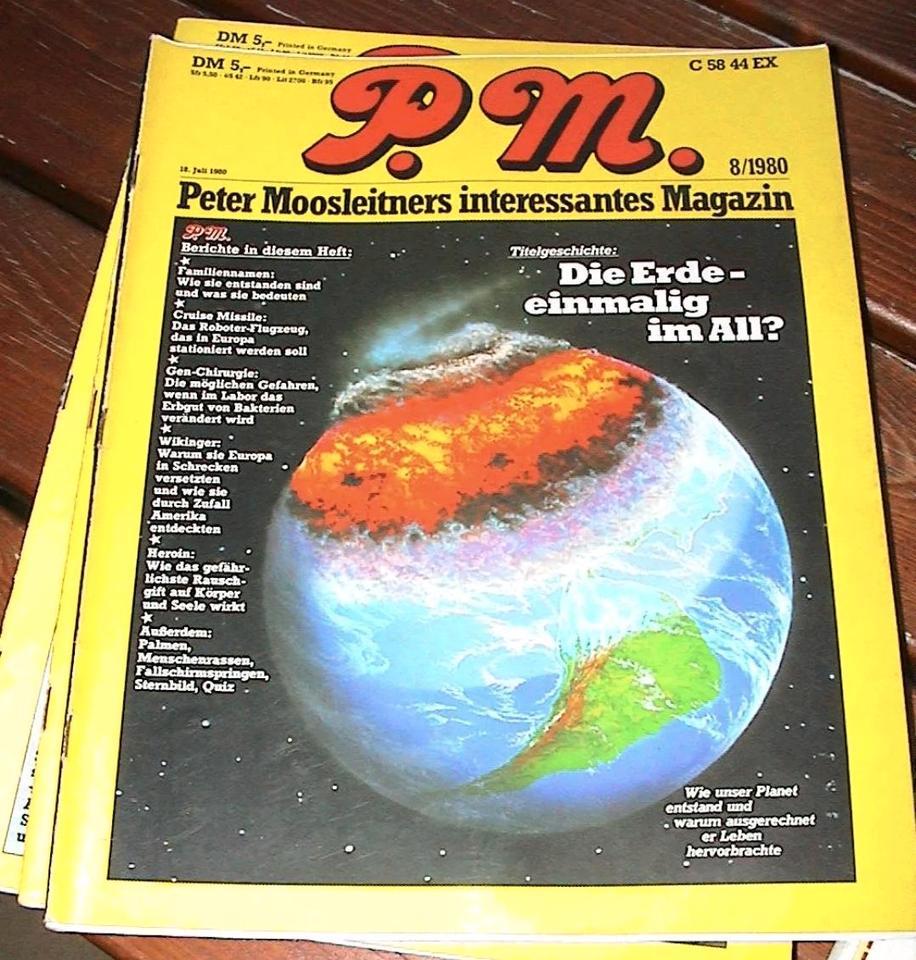 DM 5,- Printed in Germany
DM 5,- Printed in Germany
C 58 44 EX
P.M.
18. Juli 1980
8/1980
Peter Moosleitners interessantes Magazin
P.M.
Berichte in diesem Heft:
Familiennamen:
Wie sie entstanden sind
und was sie bedeuten
Cruise Missile:
Das Roboter-Flugzeug,
das in Europa
stationiert werden soll
Gen-Chirurgie:
Die möglichen Gefahren,
wenn im Labor das
Erbgut von Bakterien
verändert wird
Wikinger:
Warum sie Europa
in Schrecken
versetzten
und wie sie
durch Zufall
Amerika
entdeckten
Heroin:
Wie das gefähr-
lichste Rausch-
gift auf Körper
und Seele wirkt
Außerdem:
Palmen,
Menschenrassen,
Fallschirmspringen,
Sternbild, Quiz
Titelgeschichte:
Die Erde -
einmalig
im All?
Wie unser Planet
entstand und
warum ausgerechnet
er Leben
hervorbrachte